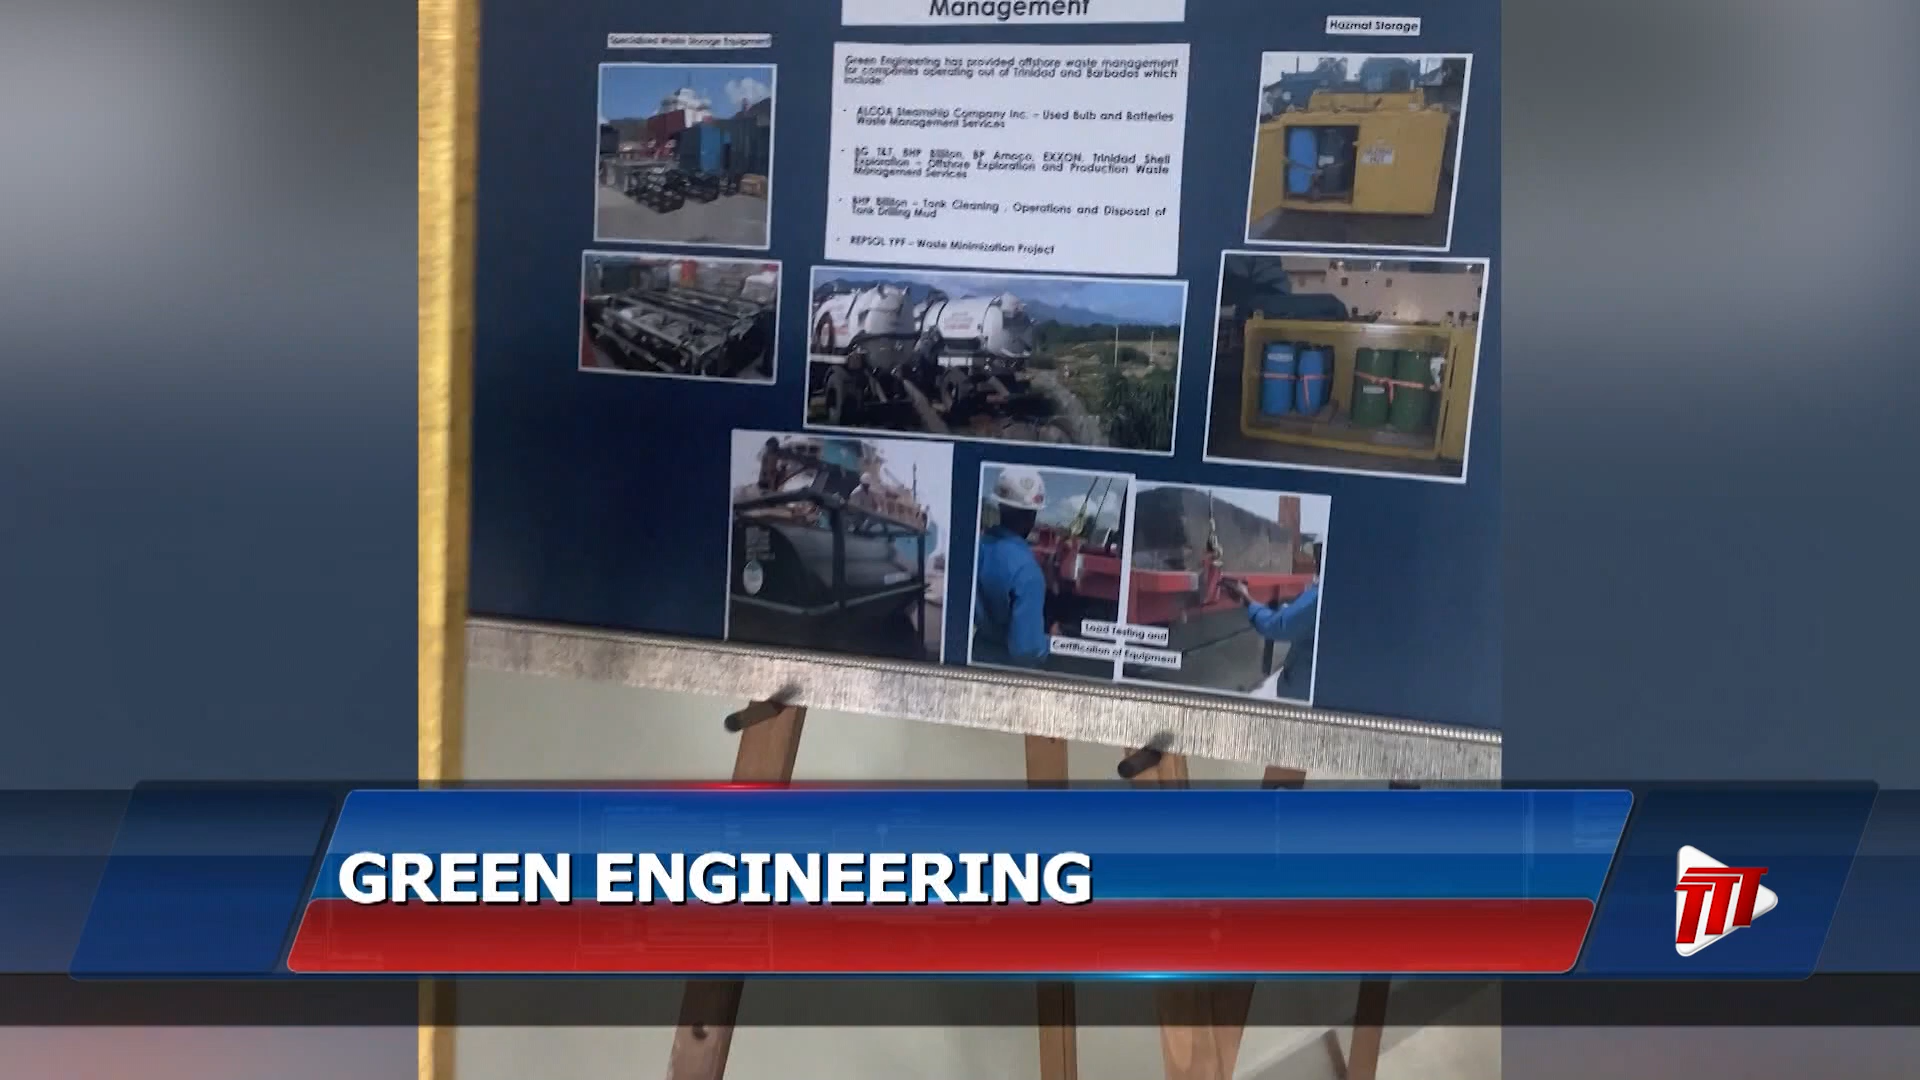 Management
Specialized Waste Storage Equipment
Hazmat Storage
Green Engineering has provided offshore waste management
for companies operating out of Trinidad and Barbados which
include:
• ALCOA Steamship Company Inc. – Used Bulb and Batteries
Waste Management Services
• BG T&T, BHP Billiton, BP Amoco, EXXON, Trinidad Shell
Exploration – Offshore Exploration and Production Waste
Management Services
• BHP Billiton – Tank Cleaning , Operations and Disposal of
Tank Drilling Mud
• REPSOL YPF – Waste Minimization Project
Load Testing and
Certification of Equipment
GREEN ENGINEERING
TTT